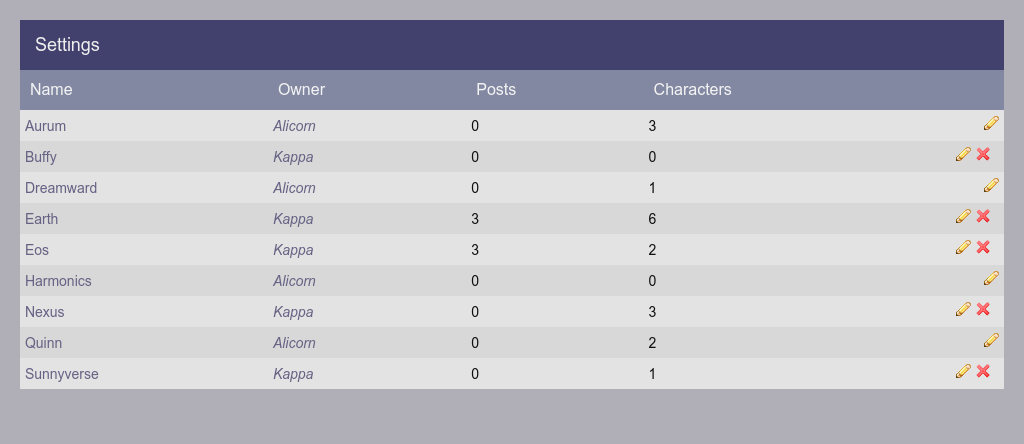 Settings
Name Owner Posts Characters
Aurum Alicorn 0 3
Buffy Kappa 0 0
Dreamward Alicorn 0 1
Earth Kappa 3 6
Eos Kappa 3 2
Harmonics Alicorn 0 0
Nexus Kappa 0 3
Quinn Alicorn 0 2
Sunnyverse Kappa 0 1